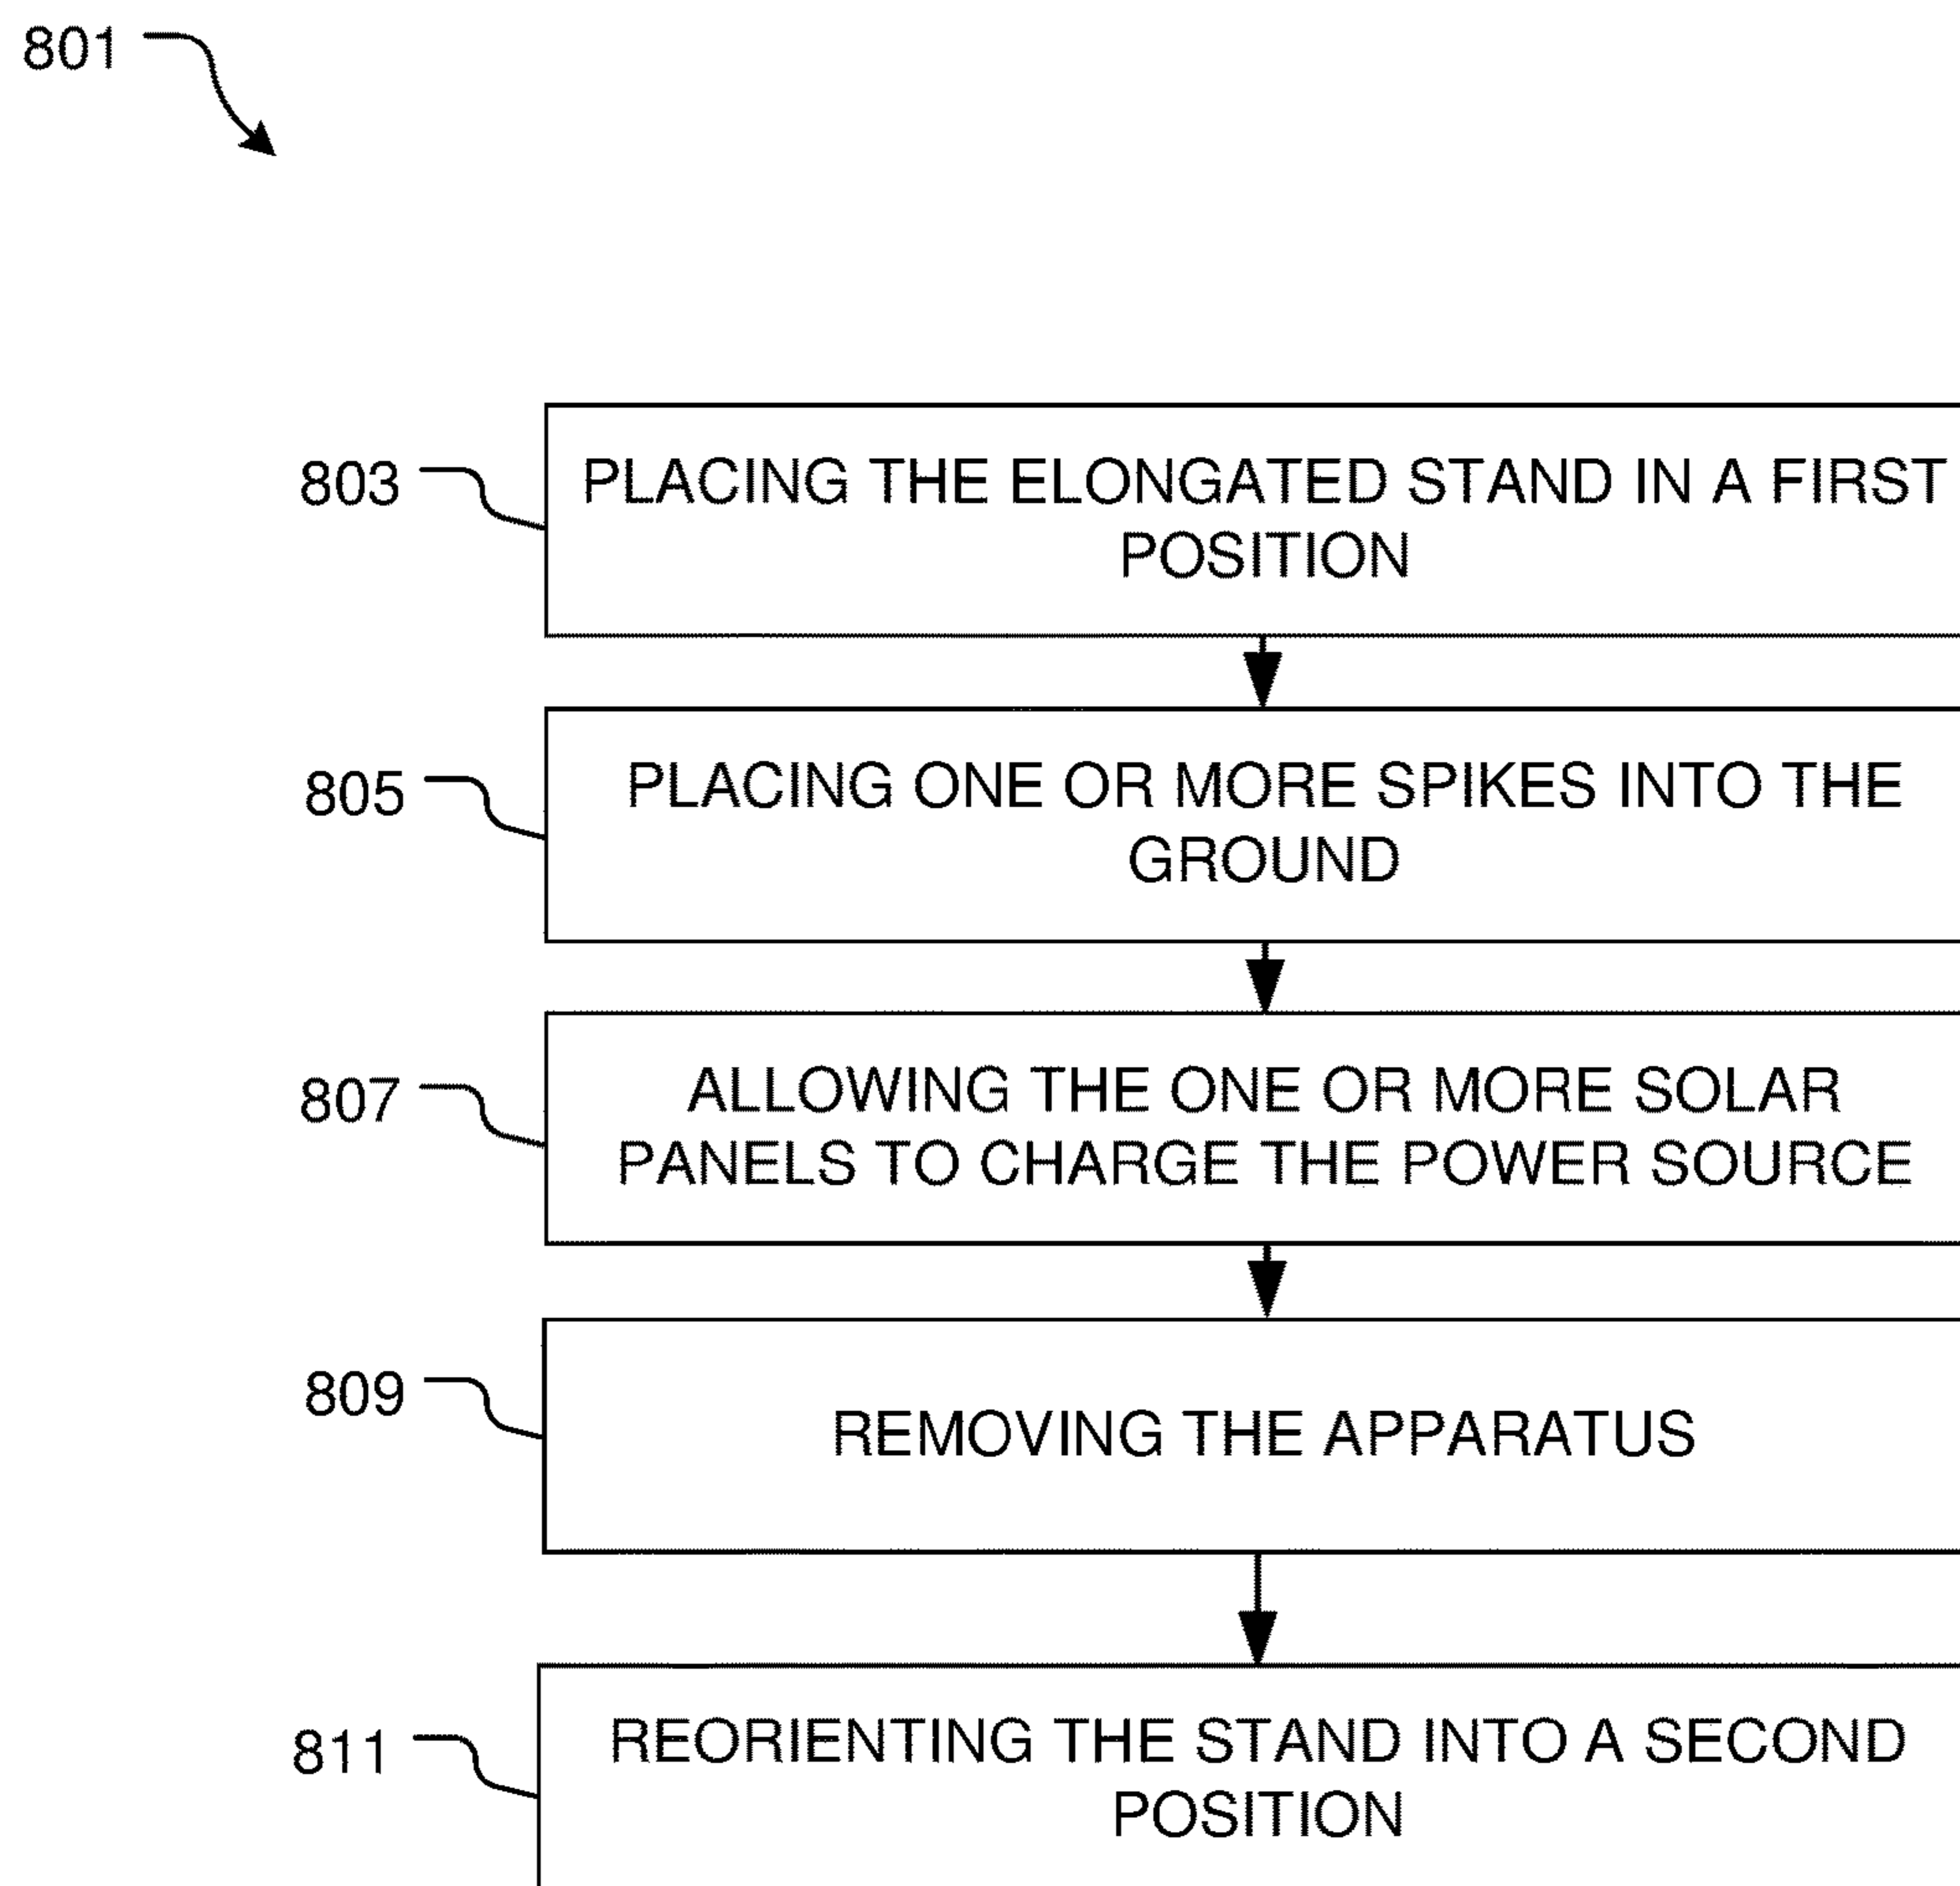 801
803
PLACING THE ELONGATED STAND IN A FIRST
POSITION
805
PLACING ONE OR MORE SPIKES INTO THE
GROUND
807
ALLOWING THE ONE OR MORE SOLAR
PANELS TO CHARGE THE POWER SOURCE
809
REMOVING THE APPARATUS
811
REORIENTING THE STAND INTO A SECOND
POSITION